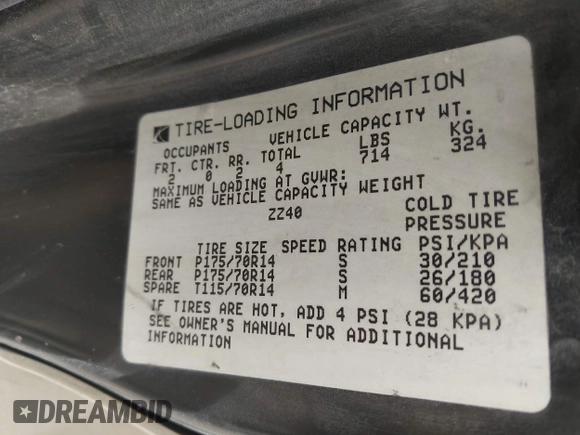 TIRE-LOADING INFORMATION
OCCUPANTS VEHICLE CAPACITY WT.
FRT. CTR. RR. TOTAL LBS KG.
2 0 2 4 714 324
MAXIMUM LOADING AT GVWR:
SAME AS VEHICLE CAPACITY WEIGHT
ZZ40 COLD TIRE
PRESSURE
TIRE SIZE SPEED RATING PSI/KPA
FRONT P175/70R14 S 30/210
REAR P175/70R14 S 26/180
SPARE T115/70R14 M 60/420
IF TIRES ARE HOT, ADD 4 PSI (28 KPA)
SEE OWNER'S MANUAL FOR ADDITIONAL
INFORMATION
DREAMBID